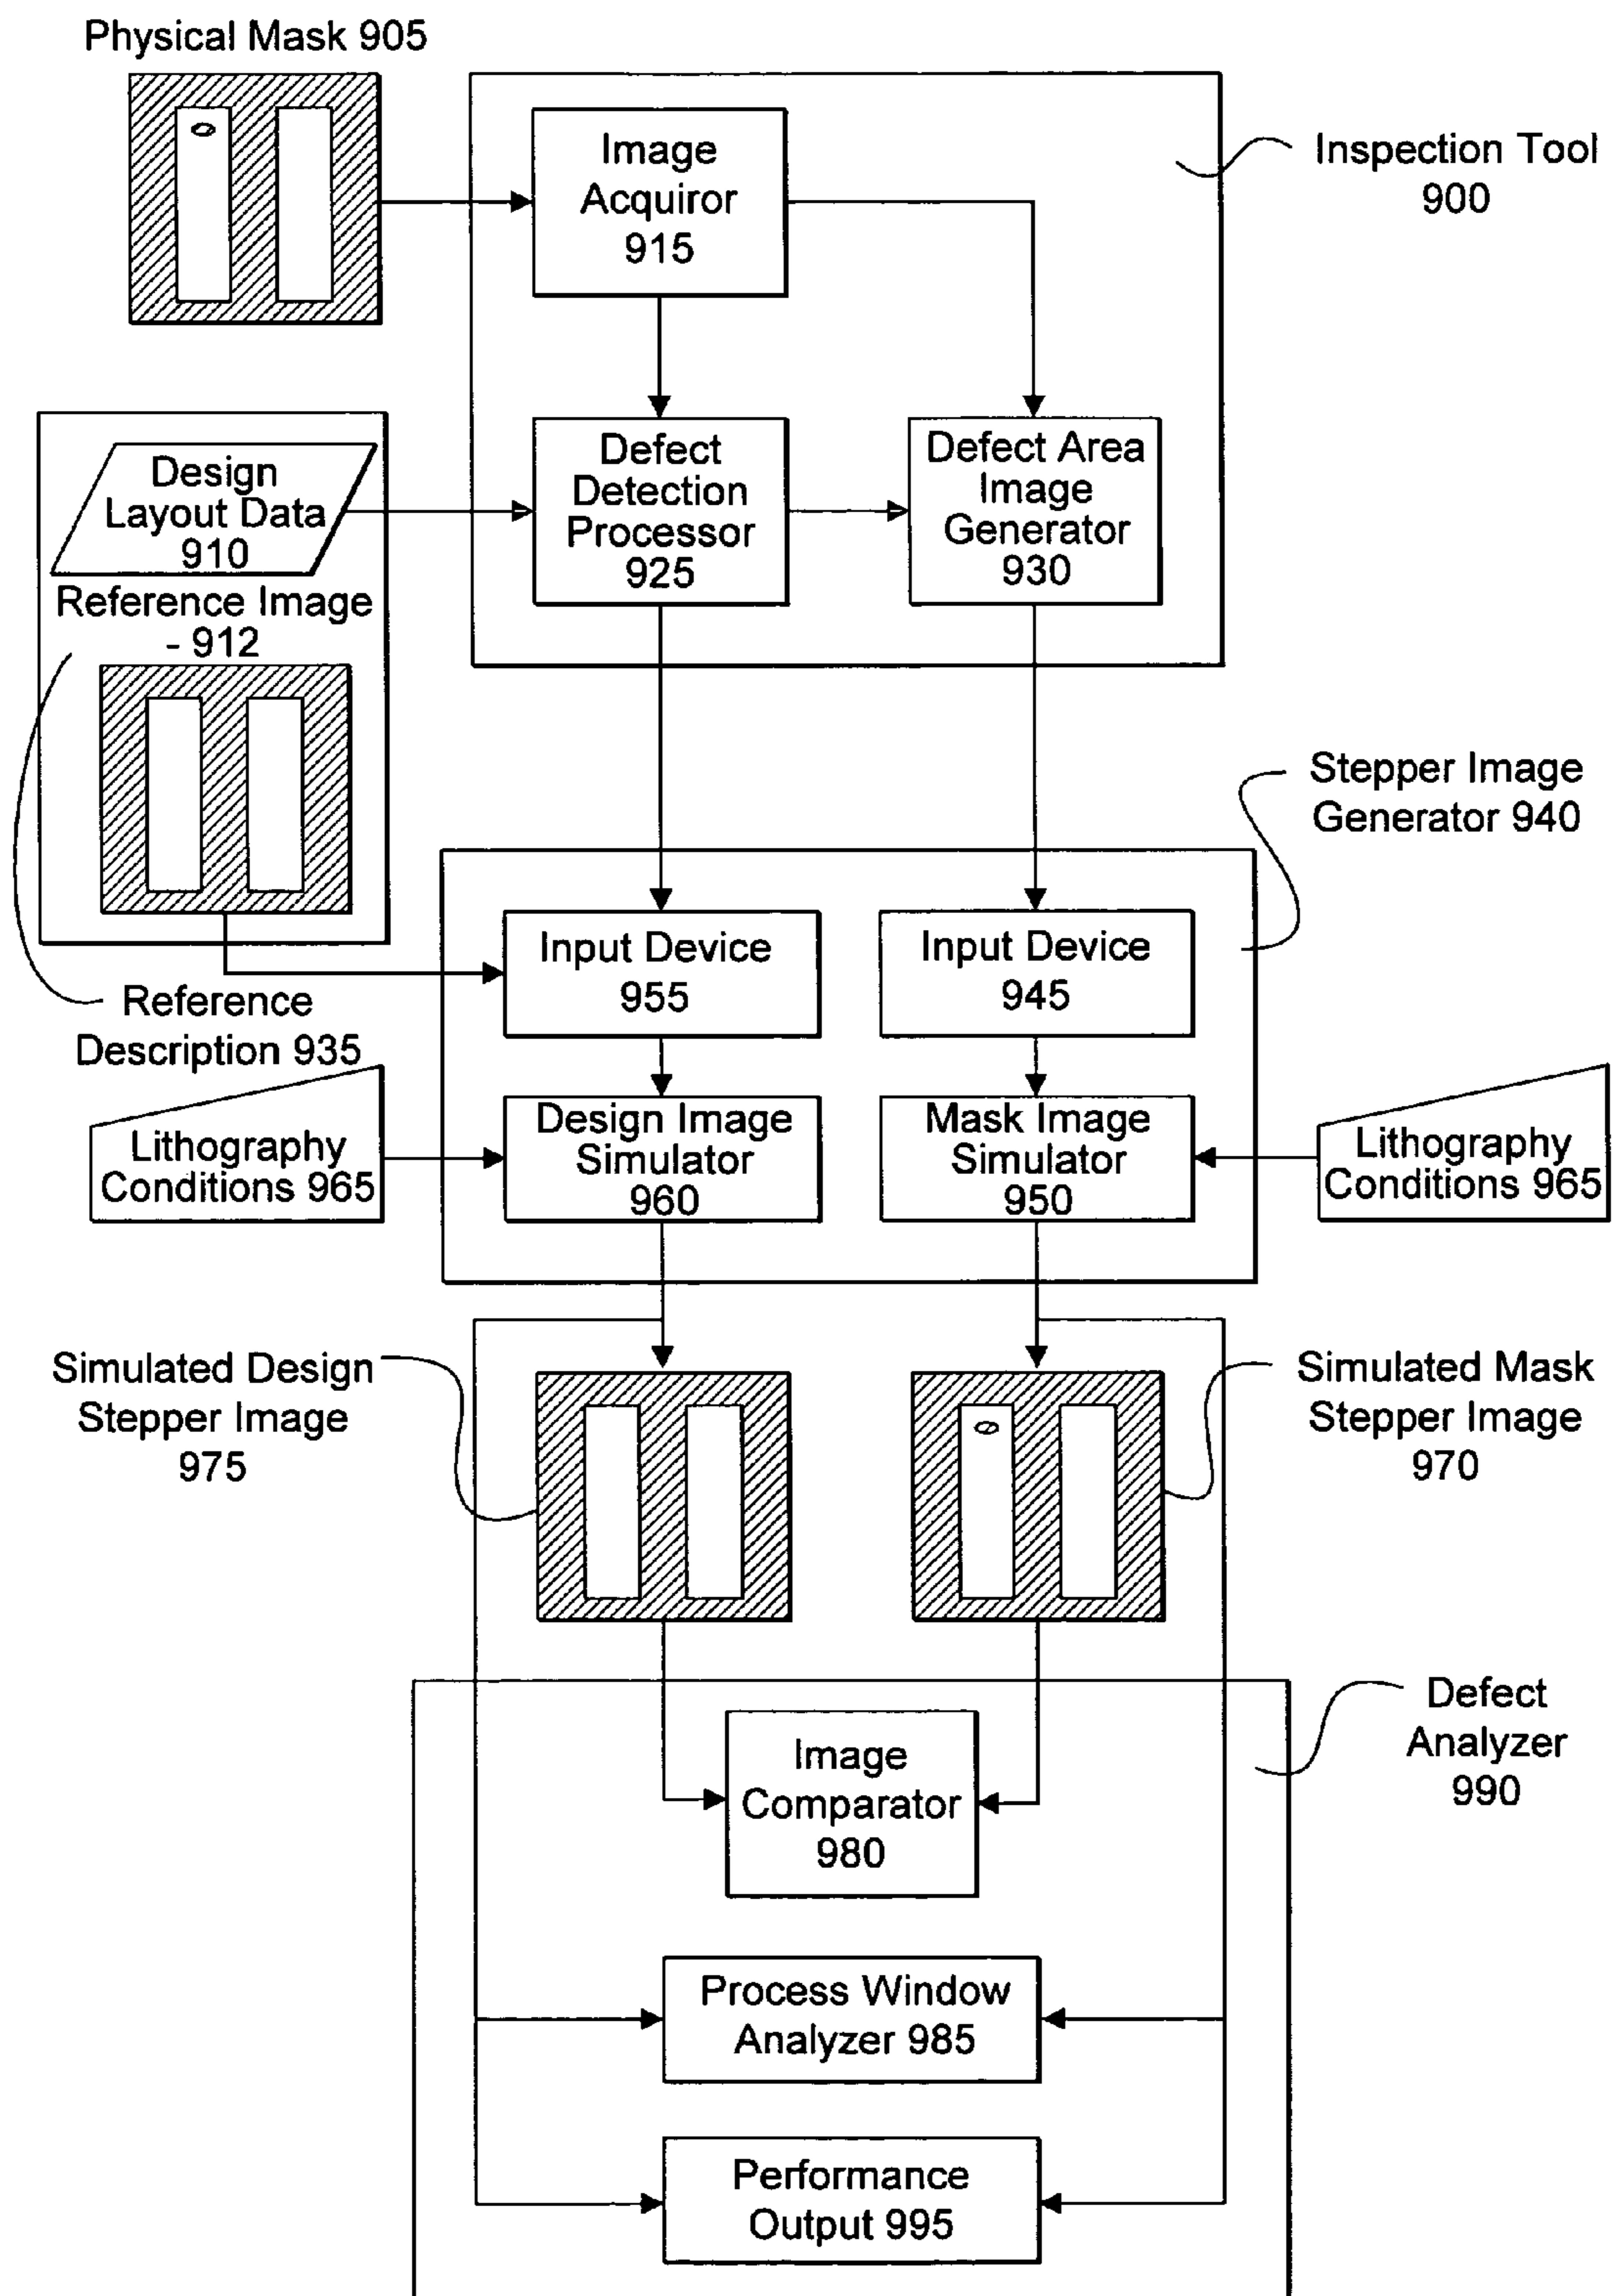 Physical Mask 905
Image
Acquiror
915
Inspection Tool
900
Design
Layout Data
910
Defect
Detection
Processor
925
Defect Area
Image
Generator
930
Reference Image
- 912
Stepper Image
Generator 940
Input Device
955
Input Device
945
Reference
Description 935
Lithography
Conditions 965
Design Image
Simulator
960
Mask Image
Simulator
950
Lithography
Conditions 965
Simulated Design
Stepper Image
975
Simulated Mask
Stepper Image
970
Defect
Analyzer
990
Image
Comparator
980
Process Window
Analyzer 985
Performance
Output 995